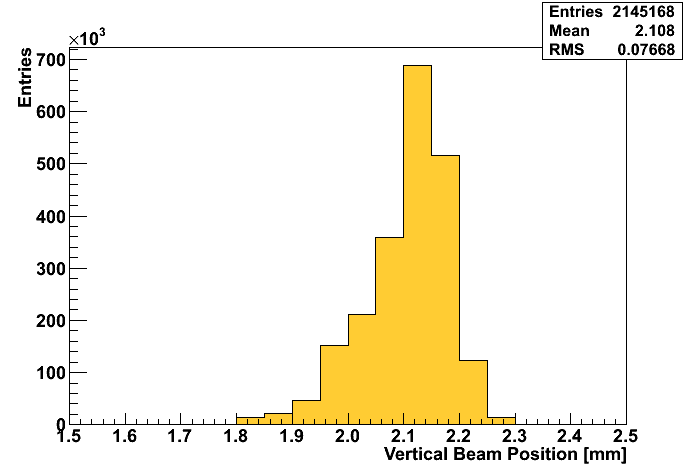 Entries 2145168
Mean 2.108
RMS 0.07668
×10³
Entries
700
600
500
400
300
200
100
0
1.5 1.6 1.7 1.8 1.9 2.0 2.1 2.2 2.3 2.4 2.5
Vertical Beam Position [mm]